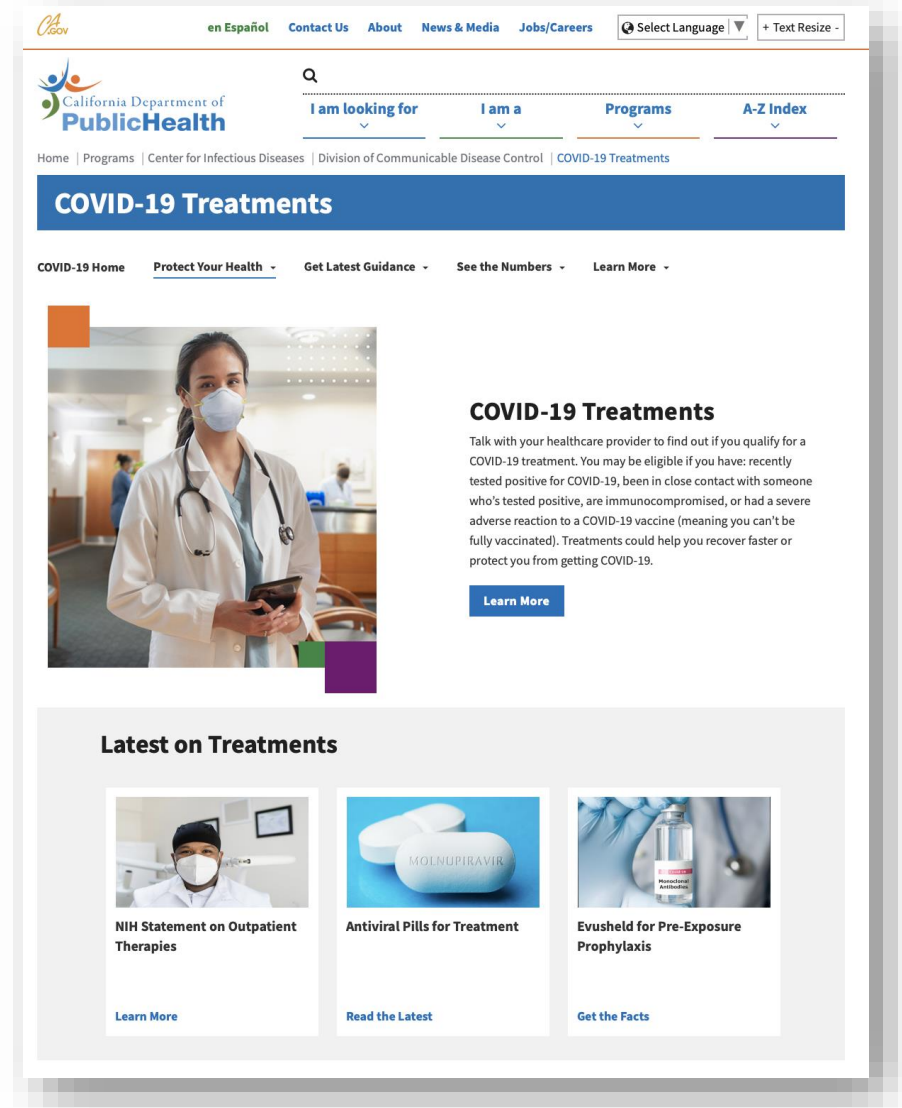 CA.GOV
en Español Contact Us About News & Media Jobs/Careers Select Language ▼ + Text Resize -
California Department of
PublicHealth
I am looking for I am a Programs A-Z Index
Home | Programs | Center for Infectious Diseases | Division of Communicable Disease Control | COVID-19 Treatments
COVID-19 Treatments
COVID-19 Home Protect Your Health Get Latest Guidance See the Numbers Learn More
COVID-19 Treatments
Talk with your healthcare provider to find out if you qualify for a
COVID-19 treatment. You may be eligible if you have: recently
tested positive for COVID-19, been in close contact with someone
who's tested positive, are immunocompromised, or had a severe
adverse reaction to a COVID-19 vaccine (meaning you can't be
fully vaccinated). Treatments could help you recover faster or
protect you from getting COVID-19.
Learn More
Latest on Treatments
MOLNUPIRAVIR
Monoclonal
Antibodies
NIH Statement on Outpatient
Therapies
Learn More
Antiviral Pills for Treatment
Read the Latest
Evusheld for Pre-Exposure
Prophylaxis
Get the Facts